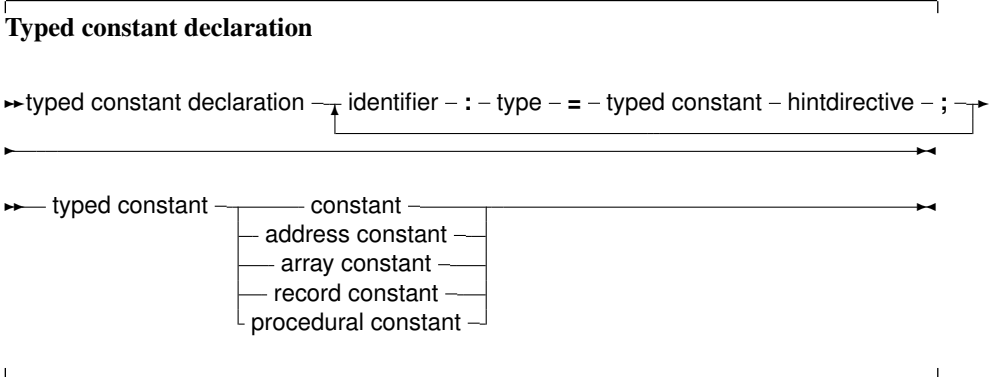 Typed constant declaration
typed constant declaration identifier : type = typed constant hintdirective ;
typed constant constant
address constant
array constant
record constant
procedural constant